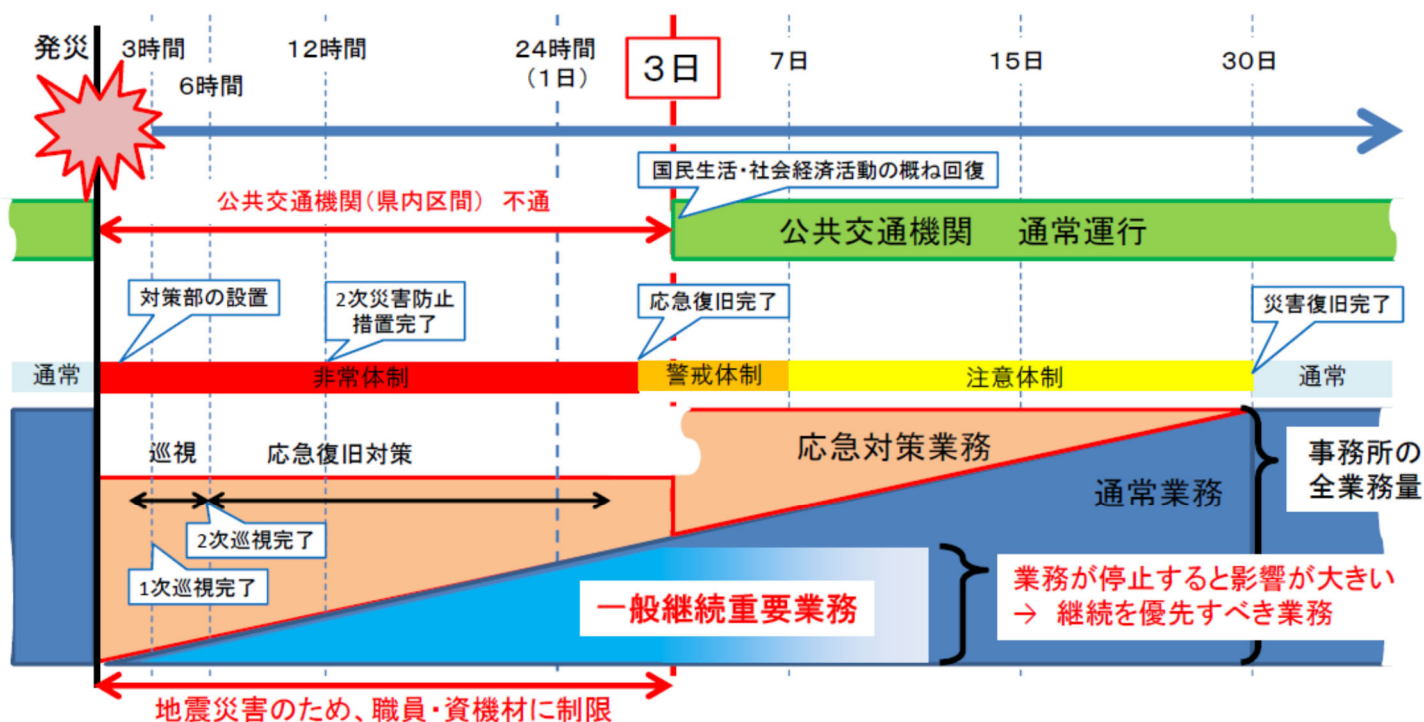 発災
3時間
6時間
12時間
24時間
(1日)
3日
7日
15日
30日
国民生活・社会経済活動の概ね回復
公共交通機関(県内区間) 不通
公共交通機関 通常運行
対策部の設置
2次災害防止
措置完了
応急復旧完了
災害復旧完了
通常
非常体制
警戒体制
注意体制
通常
巡視
応急復旧対策
応急対策業務
通常業務
事務所の
全業務量
2次巡視完了
1次巡視完了
一般継続重要業務
業務が停止すると影響が大きい
→ 継続を優先すべき業務
地震災害のため、職員・資機材に制限